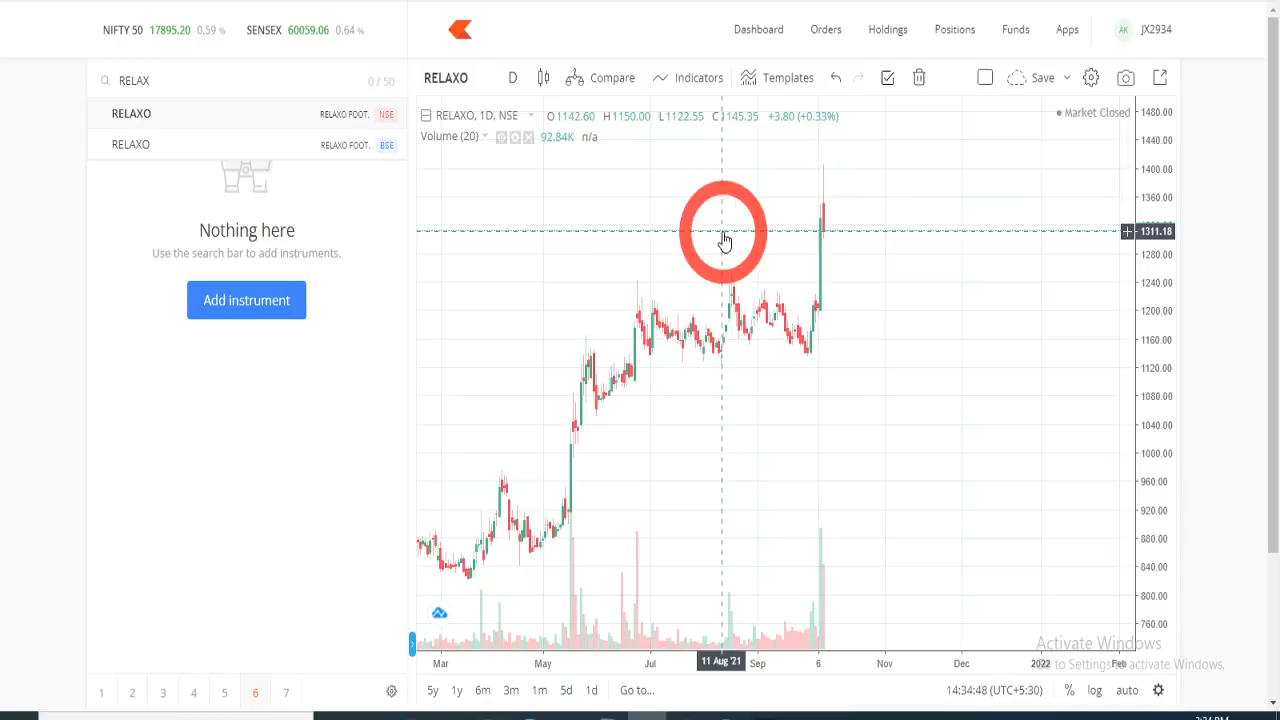 NIFTY 50 17895.20 0.59 % SENSEX 60059.06 0.64 %
Dashboard Orders Holdings Positions Funds Apps AK JX2934
RELAX 0 / 50
RELAXO RELAXO FOOT. NSE
RELAXO RELAXO FOOT. BSE
Nothing here
Use the search bar to add instruments.
Add instrument
1 2 3 4 5 6 7
RELAXO D Compare Indicators Templates Save
RELAXO, 1D, NSE O1142.60 H1150.00 L1122.55 C1145.35 +3.80 (+0.33%)
Market Closed
Volume (20) 92.84K n/a
1480.00
1440.00
1400.00
1360.00
1311.18
1280.00
1240.00
1200.00
1160.00
1120.00
1080.00
1040.00
1000.00
960.00
920.00
880.00
840.00
800.00
760.00
Mar May Jul 11 Aug '21 Sep 6 Nov Dec 2022 Feb
Activate Windows
to Settings to activate Windows.
5y 1y 6m 3m 1m 5d 1d Go to... 14:34:48 (UTC+5:30) % log auto